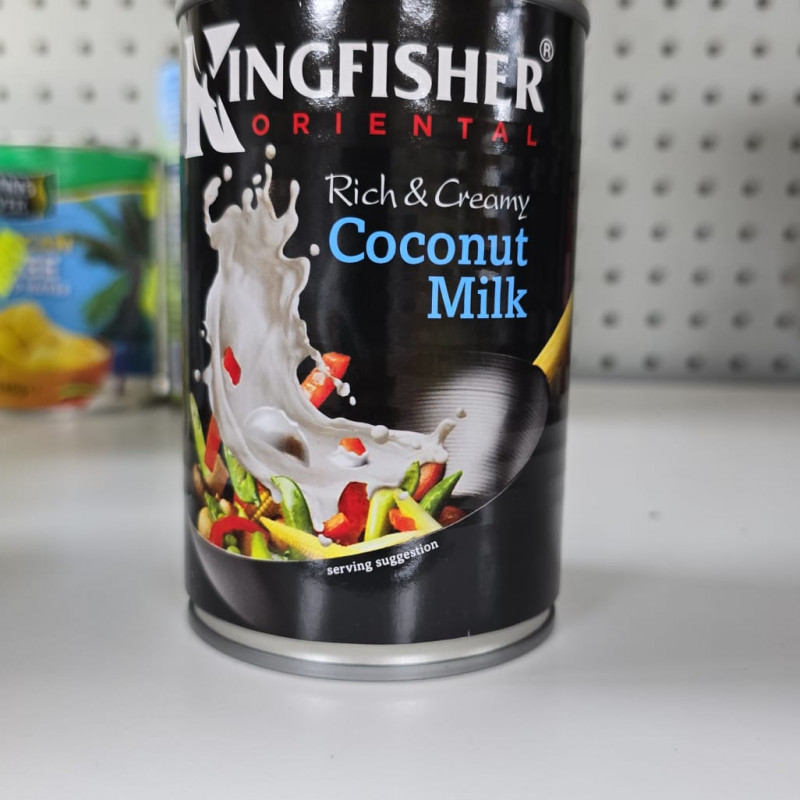 KINGFISHER®
ORIENTAL
Rich & Creamy
Coconut
Milk
serving suggestion